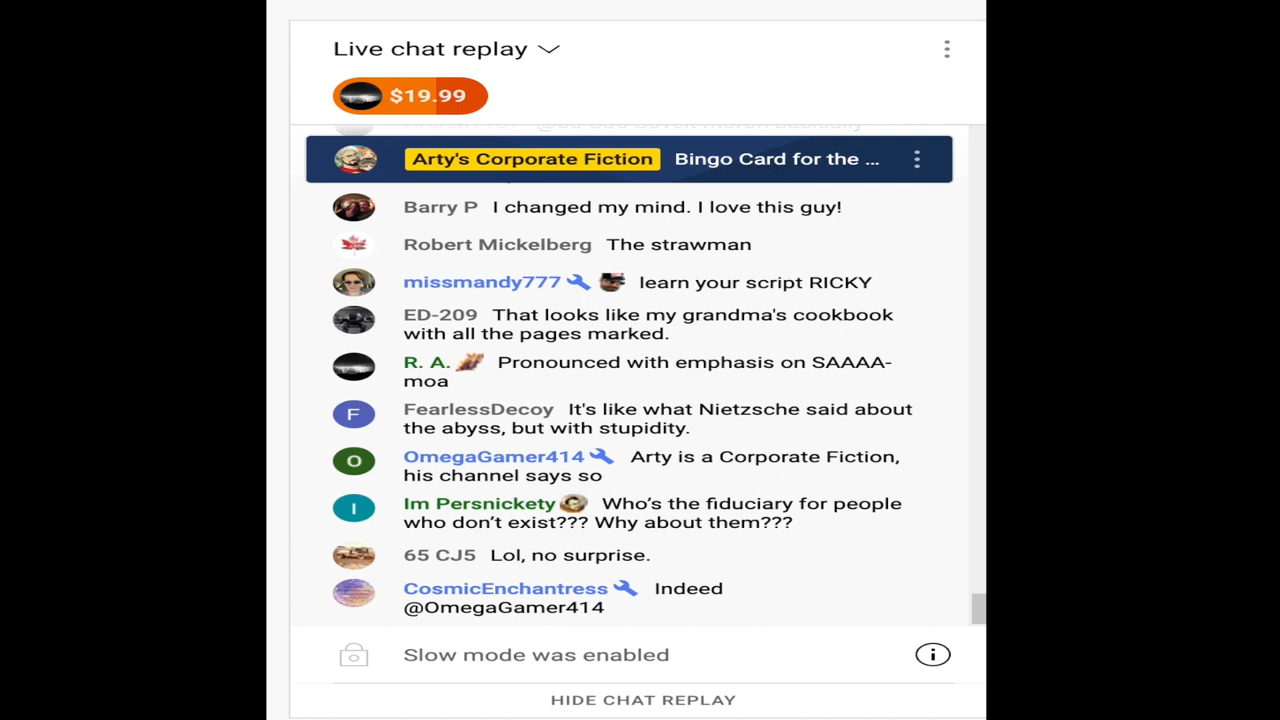 Live chat replay
$19.99
Arty's Corporate Fiction Bingo Card for the ...
Barry P I changed my mind. I love this guy!
Robert Mickelberg The strawman
missmandy777 learn your script RICKY
ED-209 That looks like my grandma's cookbook
with all the pages marked.
R. A. Pronounced with emphasis on SAAAA-
moa
F FearlessDecoy It's like what Nietzsche said about
the abyss, but with stupidity.
O OmegaGamer414 Arty is a Corporate Fiction,
his channel says so
I Im Persnickety Who's the fiduciary for people
who don't exist??? Why about them???
65 CJ5 Lol, no surprise.
CosmicEnchantress Indeed
@OmegaGamer414
Slow mode was enabled
HIDE CHAT REPLAY